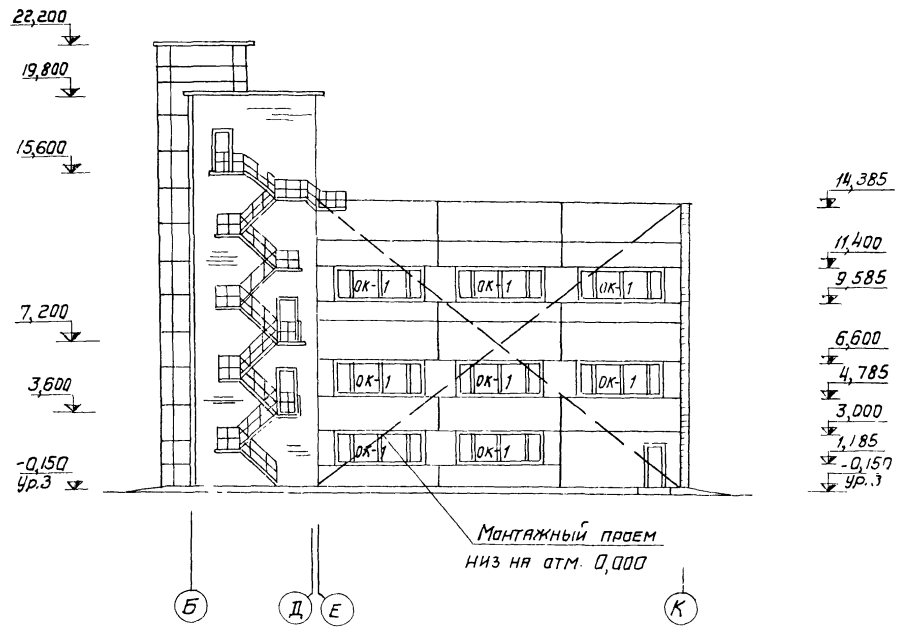 22,200
19,800
15,600
7,200
3,600
-0,150
ур.з
14,385
11,400
9,585
6,600
4,785
3,000
1,185
-0,150
ур.з
ОК-1 ОК-1 ОК-1
ОК-1 ОК-1 ОК-1
ОК-1 ОК-1
Монтажный проем
низ на отм. 0,000
Б Д Е К